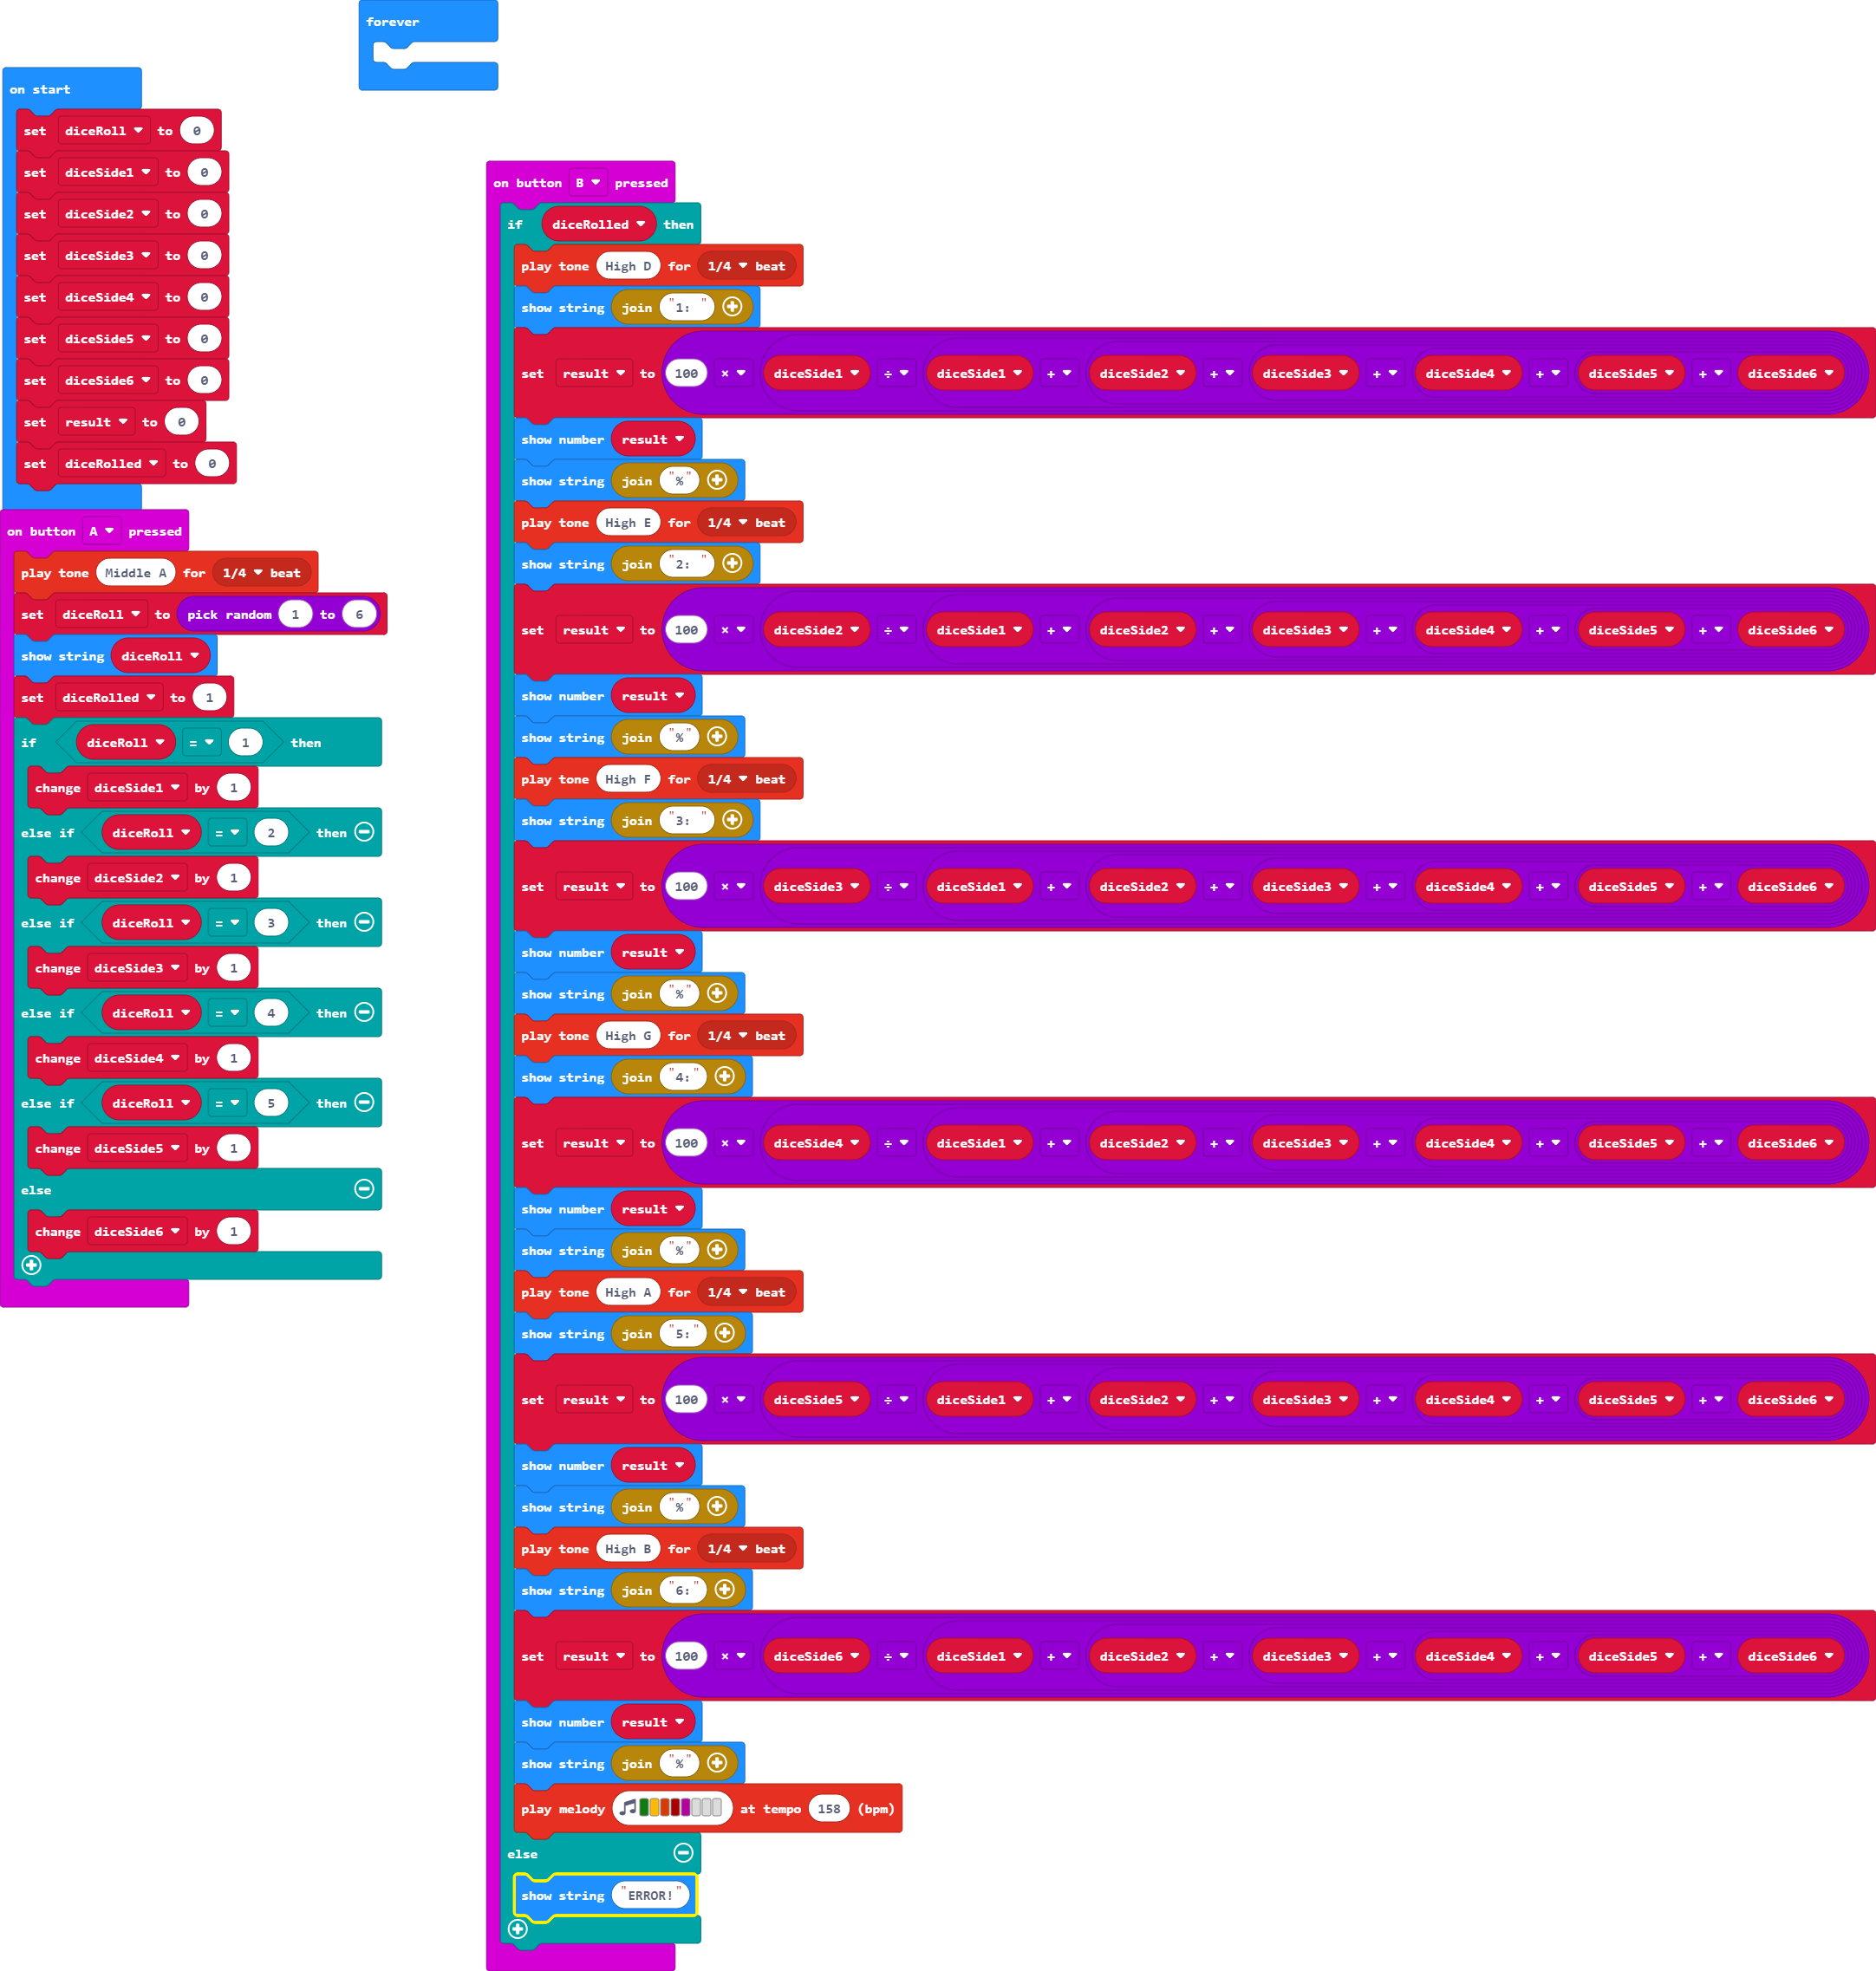 forever
on start
set diceRoll to 0
set diceSide1 to 0
set diceSide2 to 0
set diceSide3 to 0
set diceSide4 to 0
set diceSide5 to 0
set diceSide6 to 0
set result to 0
set diceRolled to 0
on button A pressed
play tone Middle A for 1/4 beat
set diceRoll to pick random 1 to 6
show string diceRoll
set diceRolled to 1
if diceRoll = 1 then
change diceSide1 by 1
else if diceRoll = 2 then
change diceSide2 by 1
else if diceRoll = 3 then
change diceSide3 by 1
else if diceRoll = 4 then
change diceSide4 by 1
else if diceRoll = 5 then
change diceSide5 by 1
else
change diceSide6 by 1
on button B pressed
if diceRolled then
play tone High D for 1/4 beat
show string join "1: "
set result to 100 × diceSide1 ÷ diceSide1 + diceSide2 + diceSide3 + diceSide4 + diceSide5 + diceSide6
show number result
show string join "%"
play tone High E for 1/4 beat
show string join "2: "
set result to 100 × diceSide2 ÷ diceSide1 + diceSide2 + diceSide3 + diceSide4 + diceSide5 + diceSide6
show number result
show string join "%"
play tone High F for 1/4 beat
show string join "3: "
set result to 100 × diceSide3 ÷ diceSide1 + diceSide2 + diceSide3 + diceSide4 + diceSide5 + diceSide6
show number result
show string join "%"
play tone High G for 1/4 beat
show string join "4:"
set result to 100 × diceSide4 ÷ diceSide1 + diceSide2 + diceSide3 + diceSide4 + diceSide5 + diceSide6
show number result
show string join "%"
play tone High A for 1/4 beat
show string join "5:"
set result to 100 × diceSide5 ÷ diceSide1 + diceSide2 + diceSide3 + diceSide4 + diceSide5 + diceSide6
show number result
show string join "%"
play tone High B for 1/4 beat
show string join "6:"
set result to 100 × diceSide6 ÷ diceSide1 + diceSide2 + diceSide3 + diceSide4 + diceSide5 + diceSide6
show number result
show string join "%"
play melody at tempo 158 (bpm)
else
show string "ERROR!"